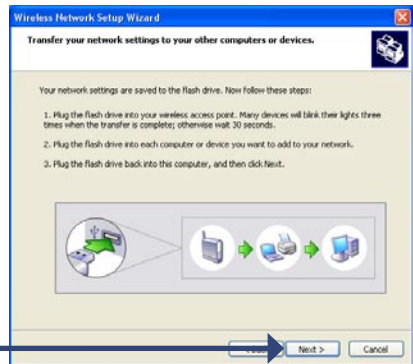 Wireless Network Setup Wizard
Transfer your network settings to your other computers or devices.
Your network settings are saved to the flash drive. Now follow these steps:
1. Plug the flash drive into your wireless access point. Many devices will blink their lights three
times when the transfer is complete; otherwise wait 30 seconds.
2. Plug the flash drive into each computer or device you want to add to your network.
3. Plug the flash drive back into this computer, and then click Next.
Next > Cancel